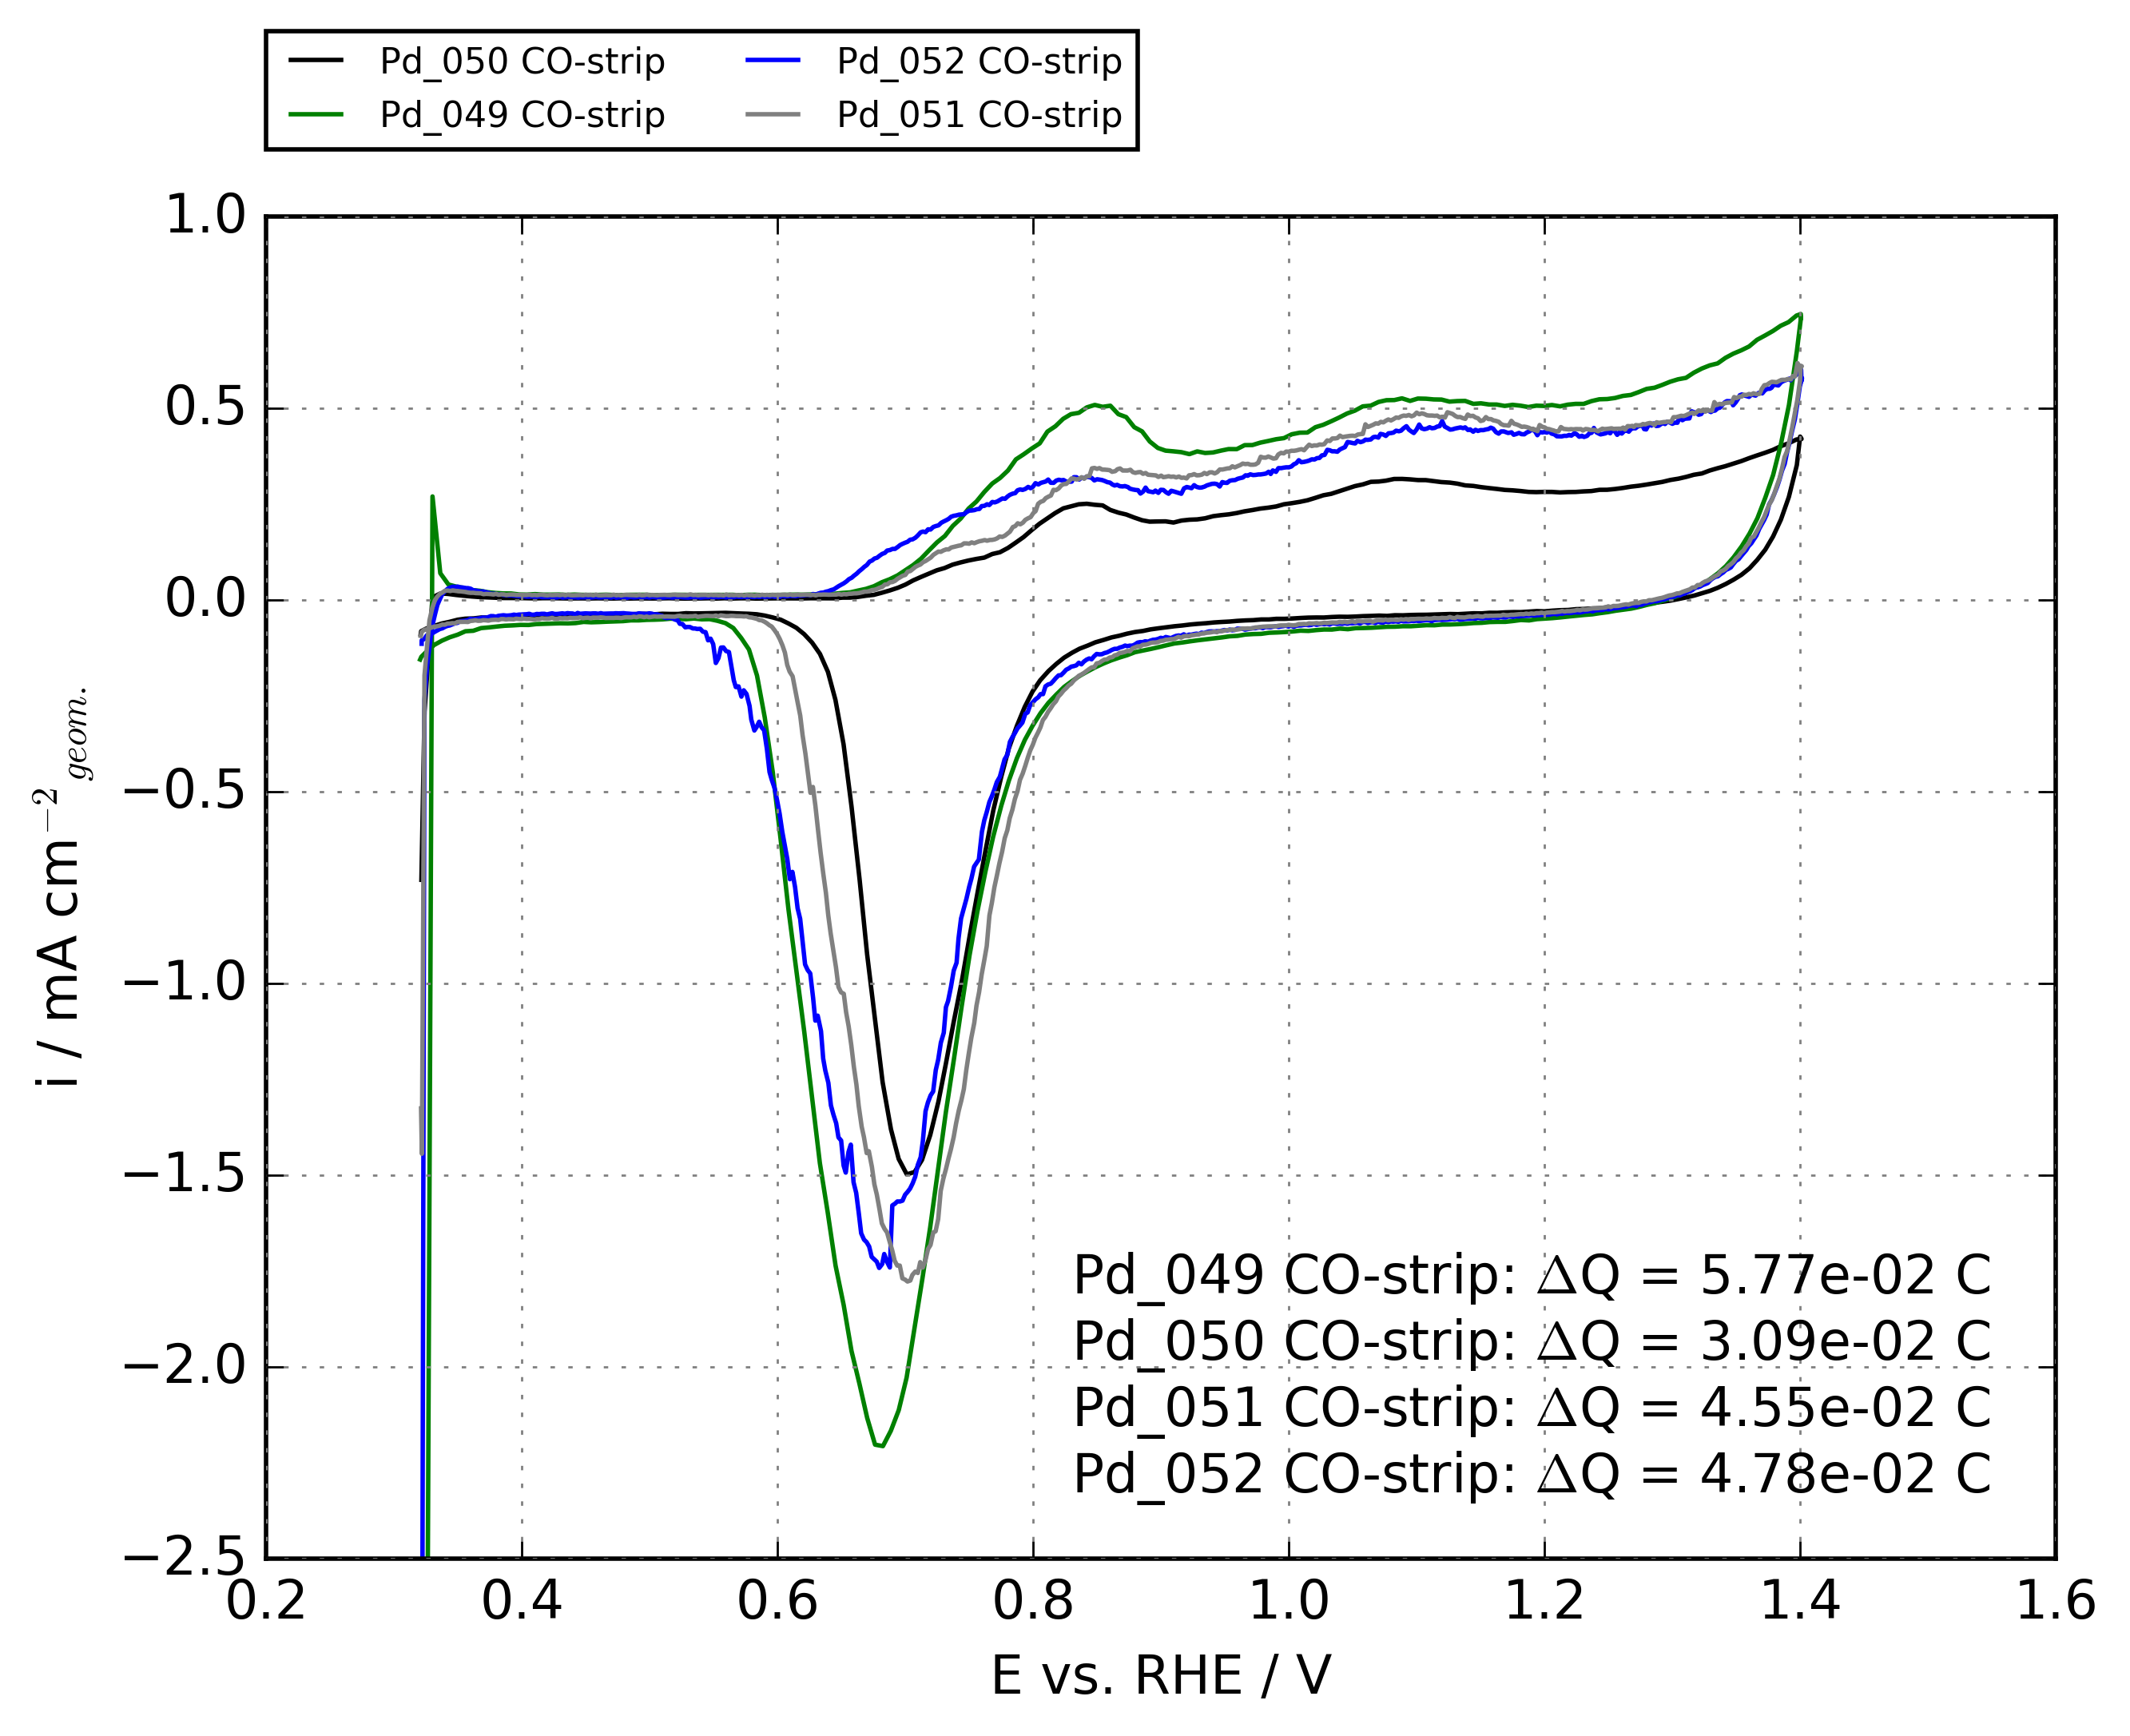 Pd_050 CO-strip
Pd_049 CO-strip
Pd_052 CO-strip
Pd_051 CO-strip
1.0
0.5
0.0
−0.5
−1.0
−1.5
−2.0
−2.5
i / mA cm⁻² geom.
Pd_049 CO-strip: ΔQ = 5.77e-02 C
Pd_050 CO-strip: ΔQ = 3.09e-02 C
Pd_051 CO-strip: ΔQ = 4.55e-02 C
Pd_052 CO-strip: ΔQ = 4.78e-02 C
0.2 0.4 0.6 0.8 1.0 1.2 1.4 1.6
E vs. RHE / V